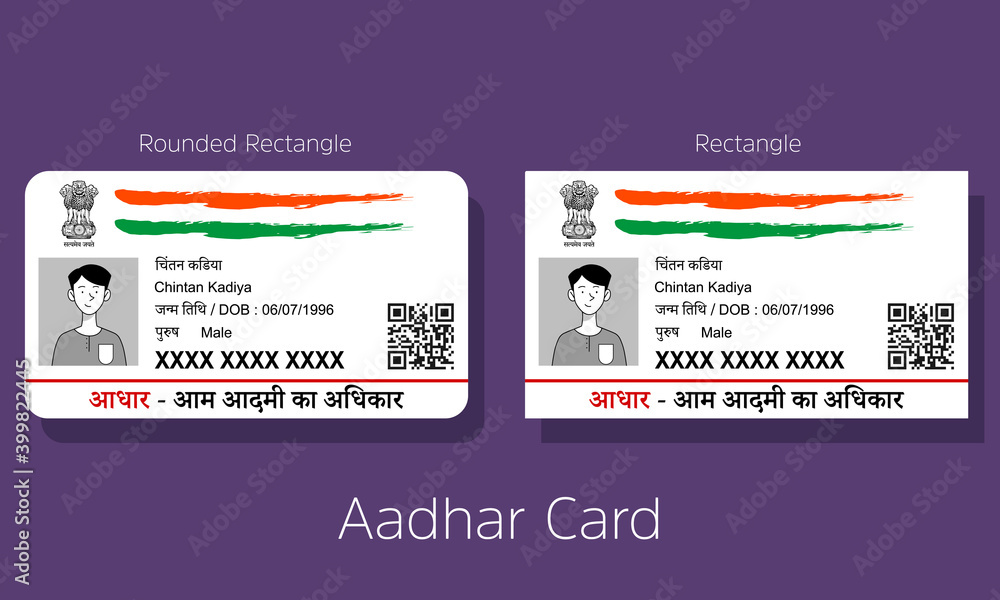 Rounded Rectangle
सत्यमेव जयते
चिंतन कडिया
Chintan Kadiya
जन्म तिथि / DOB : 06/07/1996
पुरुष Male
XXXX XXXX XXXX
आधार - आम आदमी का अधिकार
Rectangle
सत्यमेव जयते
चिंतन कडिया
Chintan Kadiya
जन्म तिथि / DOB : 06/07/1996
पुरुष Male
XXXX XXXX XXXX
आधार - आम आदमी का अधिकार
Aadhar Card
Adobe Stock | #399822445
Adobe Stock